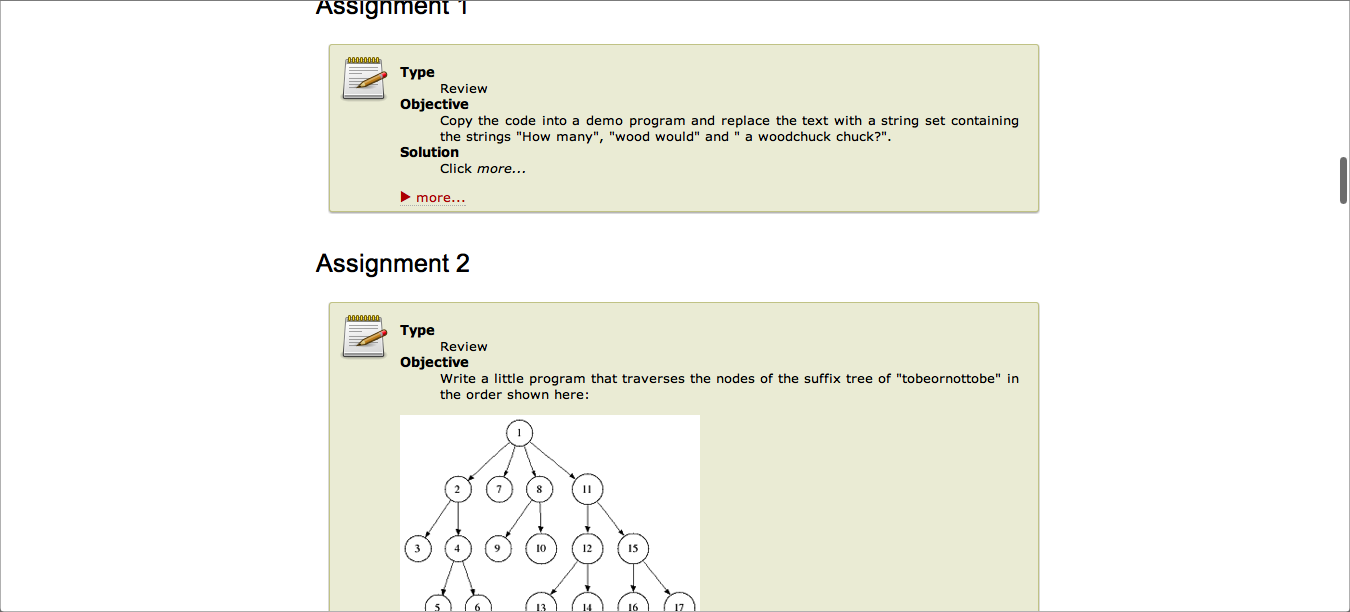 Assignment 1
Type
Review
Objective
Copy the code into a demo program and replace the text with a string set containing
the strings "How many", "wood would" and " a woodchuck chuck?".
Solution
Click more...
more...
Assignment 2
Type
Review
Objective
Write a little program that traverses the nodes of the suffix tree of "tobeornottobe" in
the order shown here:
1
2 7 8 11
3 4 9 10 12 15
5 6 13 14 16 17